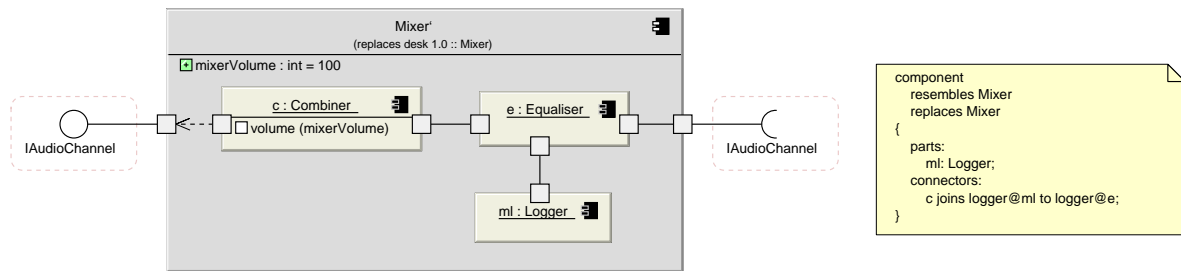 Mixer‘
(replaces desk 1.0 :: Mixer)
mixerVolume : int = 100
c : Combiner
volume (mixerVolume)
e : Equaliser
ml : Logger
IAudioChannel
IAudioChannel
component
resembles Mixer
replaces Mixer
{
parts:
ml: Logger;
connectors:
c joins logger@ml to logger@e;
}